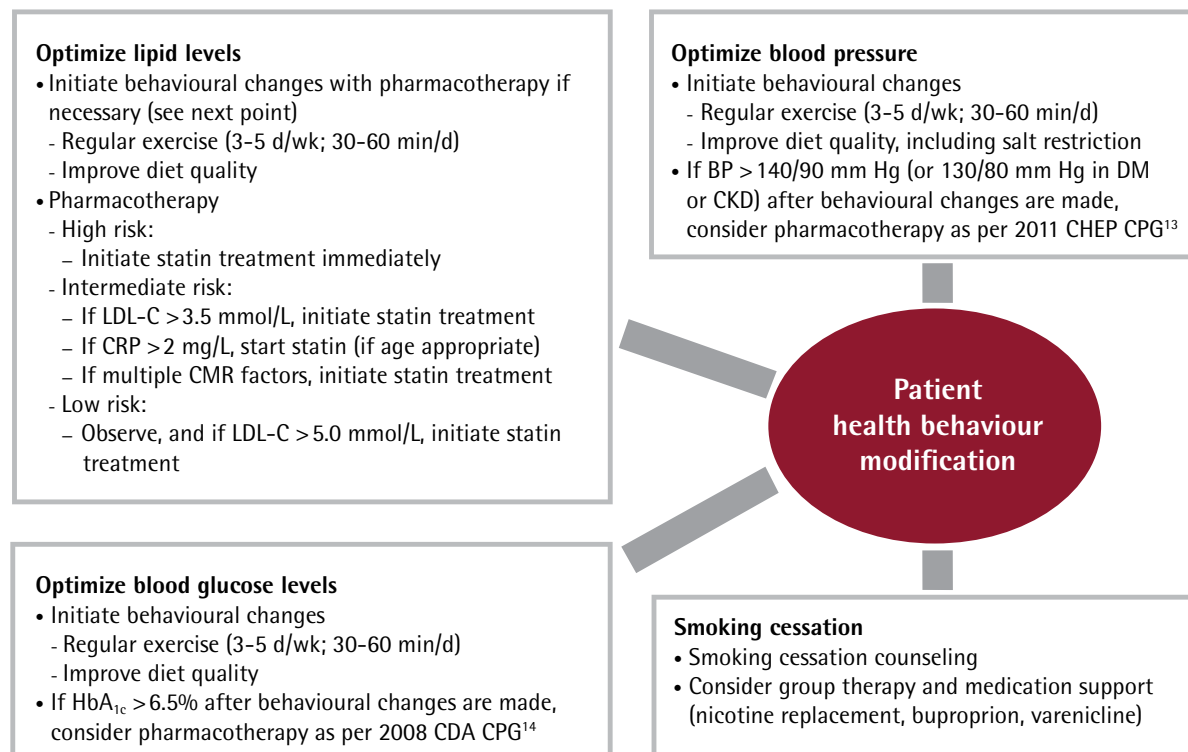 Optimize lipid levels
• Initiate behavioural changes with pharmacotherapy if
necessary (see next point)
- Regular exercise (3-5 d/wk; 30-60 min/d)
- Improve diet quality
• Pharmacotherapy
- High risk:
– Initiate statin treatment immediately
- Intermediate risk:
– If LDL-C >3.5 mmol/L, initiate statin treatment
– If CRP >2 mg/L, start statin (if age appropriate)
– If multiple CMR factors, initiate statin treatment
- Low risk:
– Observe, and if LDL-C >5.0 mmol/L, initiate statin
treatment
Optimize blood pressure
• Initiate behavioural changes
- Regular exercise (3-5 d/wk; 30-60 min/d)
- Improve diet quality, including salt restriction
• If BP >140/90 mm Hg (or 130/80 mm Hg in DM
or CKD) after behavioural changes are made,
consider pharmacotherapy as per 2011 CHEP CPG¹³
Patient
health behaviour
modification
Optimize blood glucose levels
• Initiate behavioural changes
- Regular exercise (3-5 d/wk; 30-60 min/d)
- Improve diet quality
• If HbA₁c >6.5% after behavioural changes are made,
consider pharmacotherapy as per 2008 CDA CPG¹⁴
Smoking cessation
• Smoking cessation counseling
• Consider group therapy and medication support
(nicotine replacement, buproprion, varenicline)